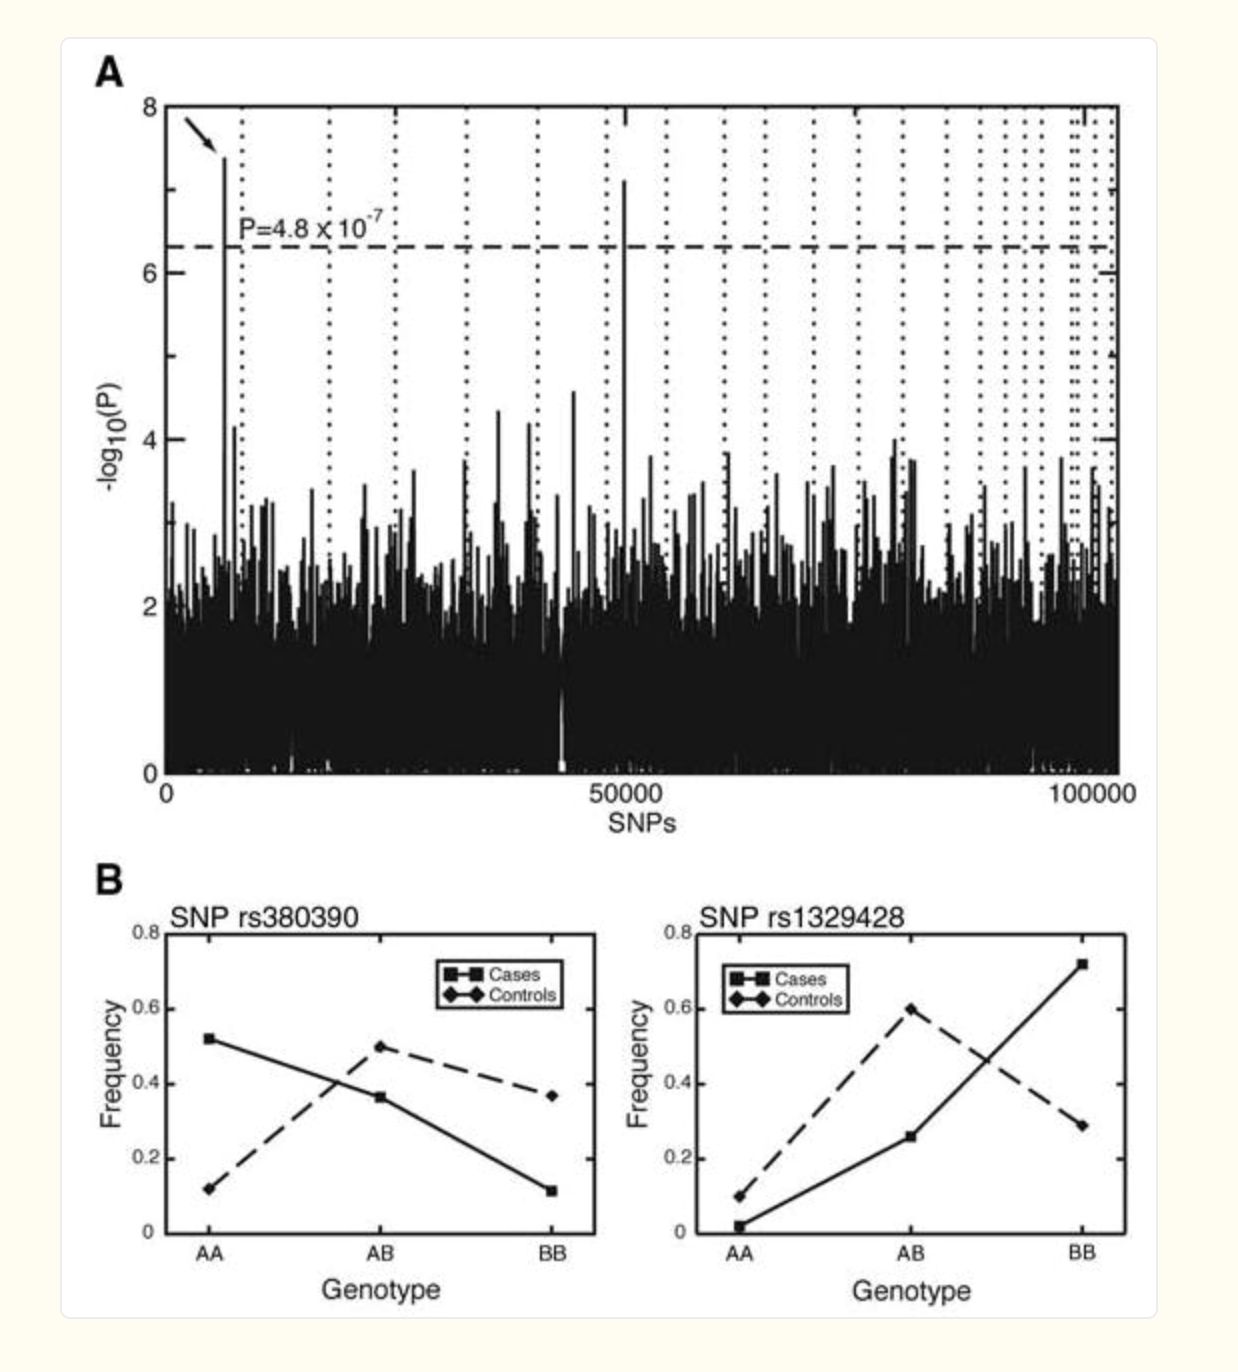 A
8
P=4.8 x 10-7
6
-log10(P)
4
2
0
0 50000 100000
SNPs
B
SNP rs380390
0.8
Cases
Controls
0.6
Frequency
0.4
0.2
0
AA AB BB
Genotype
SNP rs1329428
0.8
Cases
Controls
0.6
Frequency
0.4
0.2
0
AA AB BB
Genotype